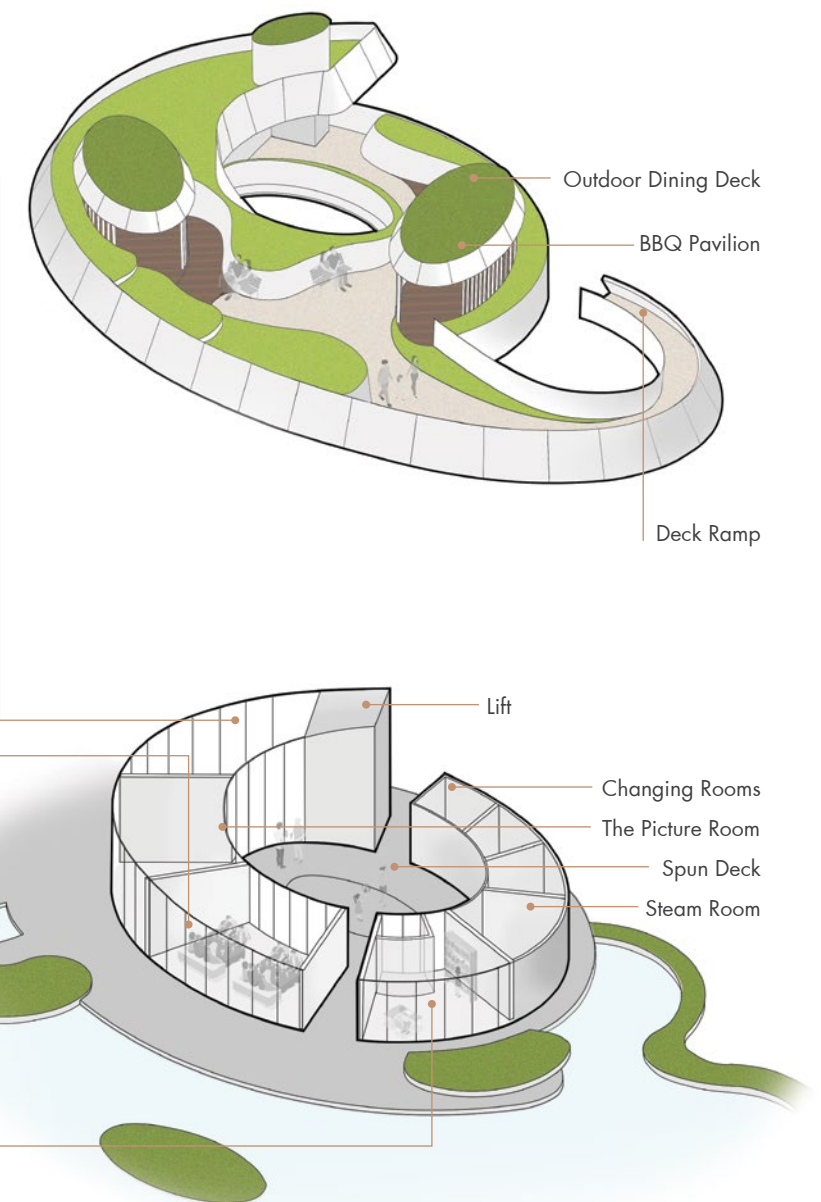 Outdoor Dining Deck
BBQ Pavilion
Deck Ramp
Lift
Changing Rooms
The Picture Room
Spun Deck
Steam Room